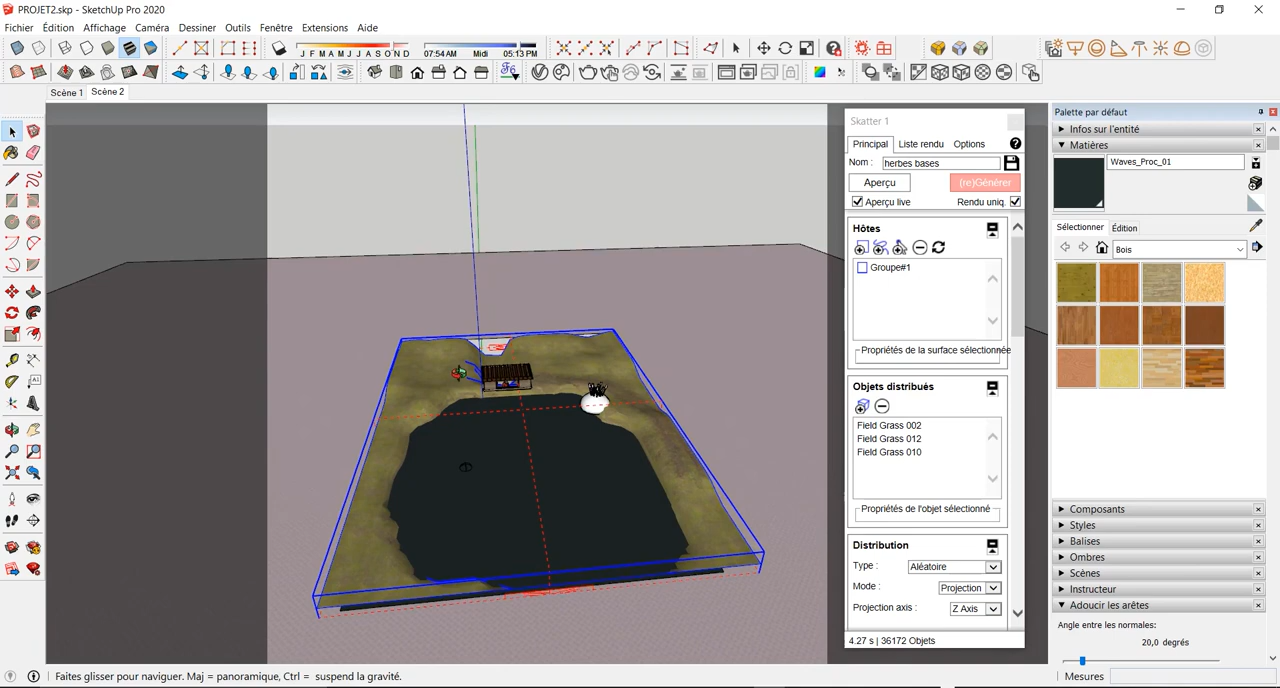 PROJET2.skp - SketchUp Pro 2020
Fichier Édition Affichage Caméra Dessiner Outils Fenêtre Extensions Aide
J F M A M J J A S O N D
07:54 AM Midi 05:13 PM
Scène 1 Scène 2
Skatter 1
Principal Liste rendu Options
Nom : herbes bases
Aperçu (re)Générer
Aperçu live Rendu uniq.
Hôtes
Groupe#1
Propriétés de la surface sélectionnée
Objets distribués
Field Grass 002
Field Grass 012
Field Grass 010
Propriétés de l'objet sélectionné
Distribution
Type : Aléatoire
Mode : Projection
Projection axis : Z Axis
4.27 s | 36172 Objets
Palette par défaut
Infos sur l'entité
Matières
Waves_Proc_01
Sélectionner Édition
Bois
Composants
Styles
Balises
Ombres
Scènes
Instructeur
Adoucir les arêtes
Angle entre les normales:
20,0 degrés
Faites glisser pour naviguer. Maj = panoramique, Ctrl = suspend la gravité.
Mesures